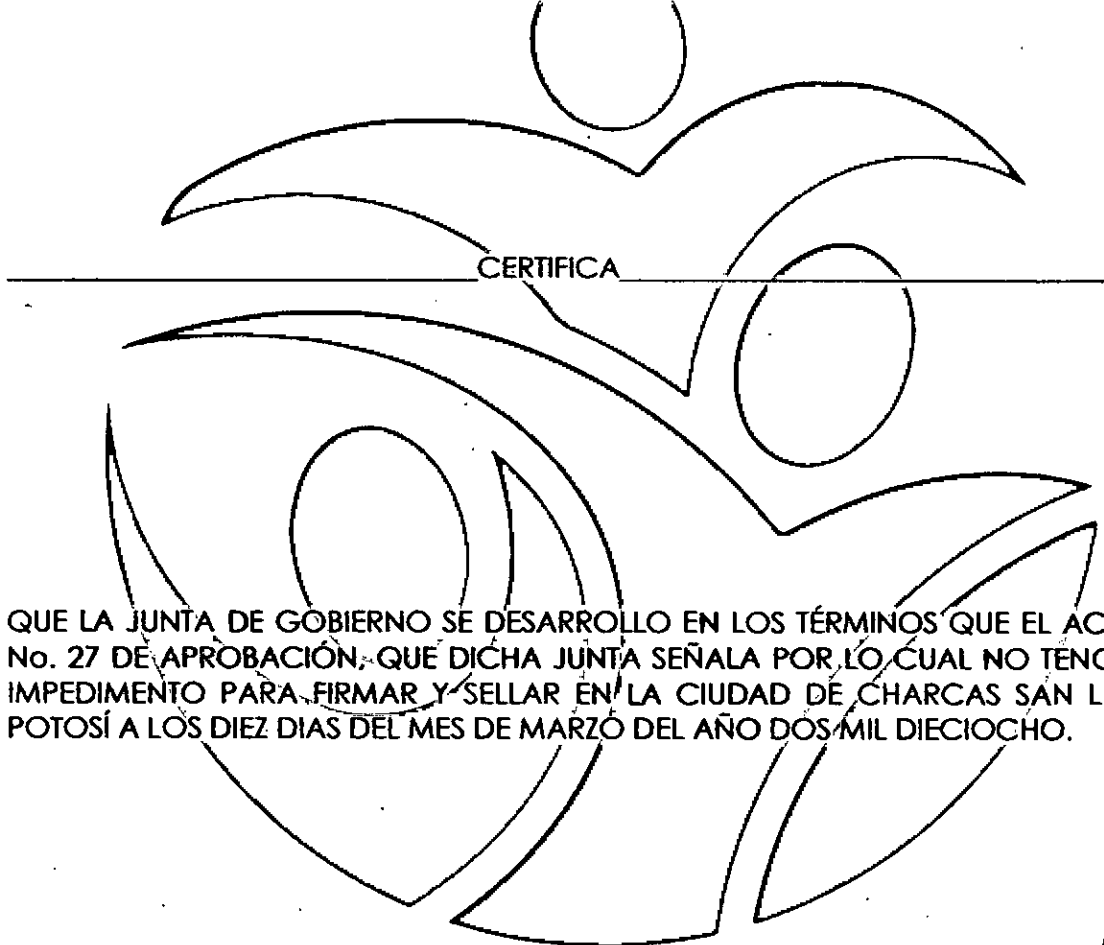 CERTIFICA
QUE LA JUNTA DE GOBIERNO SE DESARROLLO EN LOS TÉRMINOS QUE EL AC
No. 27 DE APROBACIÓN, QUE DICHA JUNTA SEÑALA POR LO CUAL NO TENG
IMPEDIMENTO PARA FIRMAR Y SELLAR EN LA CIUDAD DE CHARCAS SAN L
POTOSÍ A LOS DIEZ DIAS DEL MES DE MARZO DEL AÑO DOS MIL DIECIOCHO.